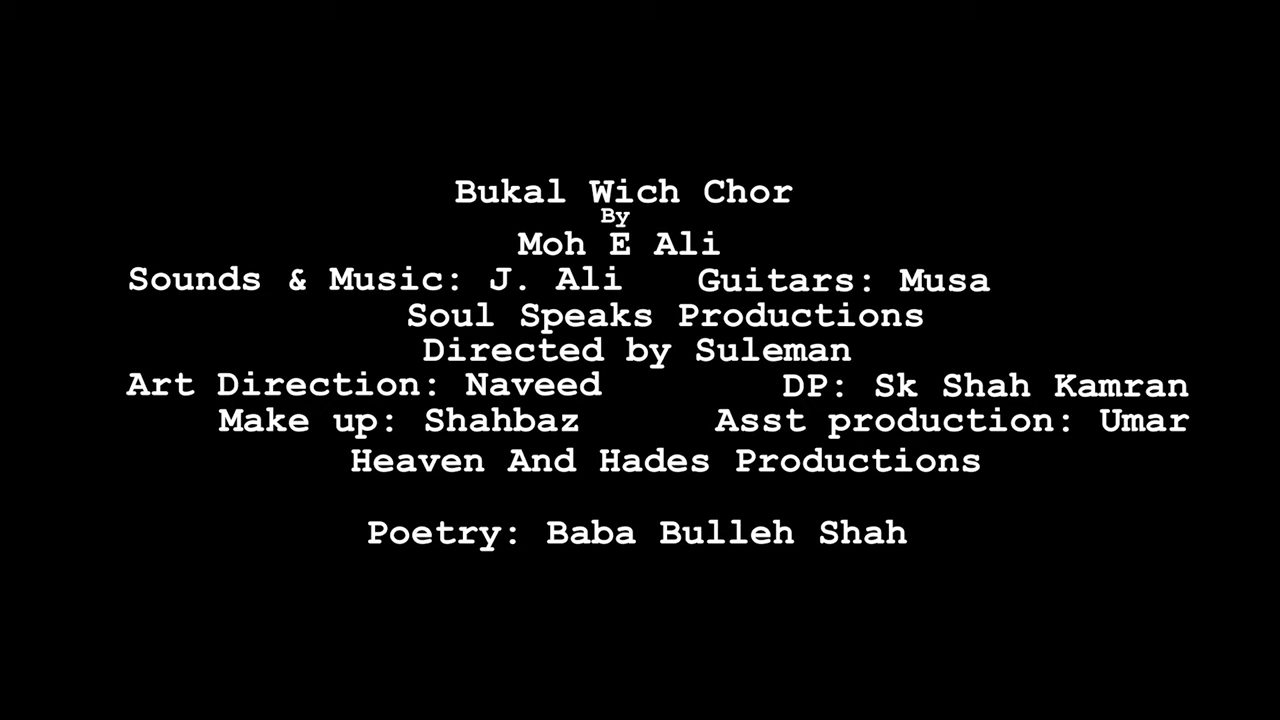 Bukal Wich Chor
By
Moh E Ali
Sounds & Music: J. Ali Guitars: Musa
Soul Speaks Productions
Directed by Suleman
Art Direction: Naveed DP: Sk Shah Kamran
Make up: Shahbaz Asst production: Umar
Heaven And Hades Productions
Poetry: Baba Bulleh Shah